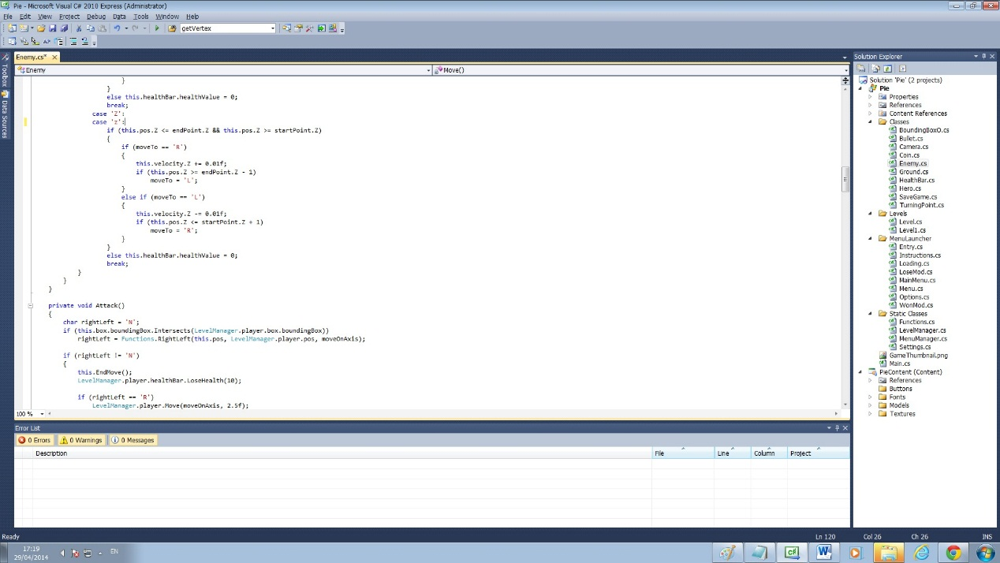 Pie - Microsoft Visual C# 2010 Express (Administrator)
File Edit View Project Debug Data Tools Window Help
getVertex
Enemy.cs*
Enemy
Move()
Toolbox
Data Sources
}
}
else this.healthBar.healthValue = 0;
break;
case 'Z':
case 'z':
if (this.pos.Z <= endPoint.Z && this.pos.Z >= startPoint.Z)
{
if (moveTo == 'R')
{
this.velocity.Z += 0.01f;
if (this.pos.Z >= endPoint.Z - 1)
moveTo = 'L';
}
else if (moveTo == 'L')
{
this.velocity.Z -= 0.01f;
if (this.pos.Z <= startPoint.Z + 1)
moveTo = 'R';
}
}
else this.healthBar.healthValue = 0;
break;
}
}
}
private void Attack()
{
char rightLeft = 'N';
if (this.box.boundingBox.Intersects(LevelManager.player.box.boundingBox))
rightLeft = Functions.RightLeft(this.pos, LevelManager.player.pos, moveOnAxis);
if (rightLeft != 'N')
{
this.EndMove();
LevelManager.player.healthBar.LoseHealth(10);
if (rightLeft == 'R')
LevelManager.player.Move(moveOnAxis, 2.5f);
100 %
Solution Explorer
Solution 'Pie' (2 projects)
Pie
Properties
References
Content References
Classes
BoundingBoxO.cs
Bullet.cs
Camera.cs
Coin.cs
Enemy.cs
Ground.cs
HealthBar.cs
Hero.cs
SaveGame.cs
TurningPoint.cs
Levels
Level.cs
Level1.cs
MenuLauncher
Entry.cs
Instructions.cs
Loading.cs
LoseMod.cs
MainMenu.cs
Menu.cs
Options.cs
WonMod.cs
Static Classes
Functions.cs
LevelManager.cs
MenuManager.cs
Settings.cs
GameThumbnail.png
Main.cs
PieContent (Content)
References
Buttons
Fonts
Models
Textures
Error List
0 Errors 0 Warnings 0 Messages
Description File Line Column Project
Ready Ln 120 Col 26 Ch 26 INS
17:19
29/04/2014
EN